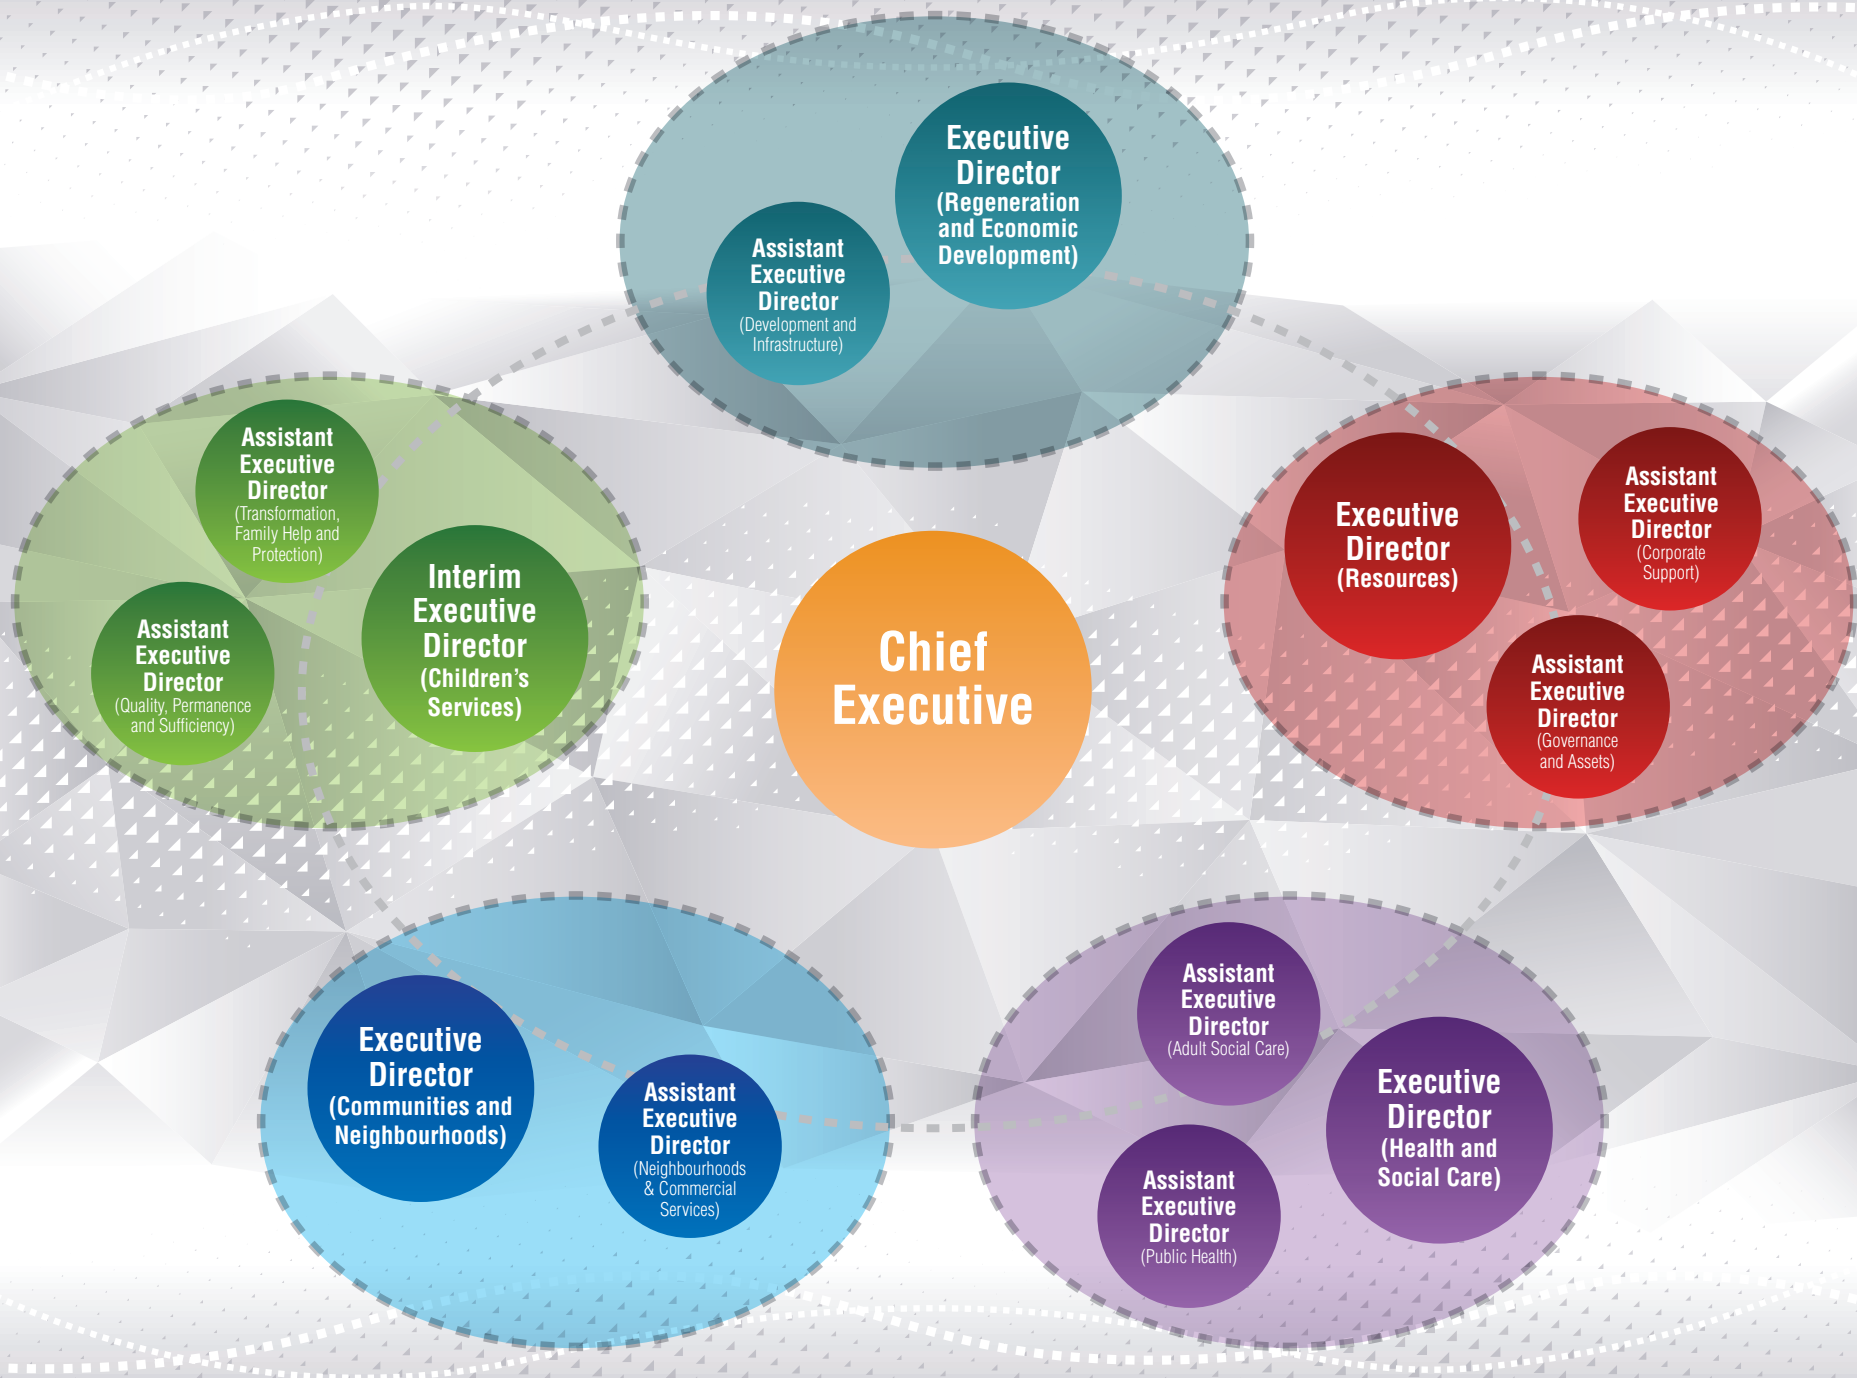 Executive
Director
(Regeneration
and Economic
Development)
Assistant
Executive
Director
(Development and
Infrastructure)
Assistant
Executive
Director
(Transformation,
Family Help and
Protection)
Interim
Executive
Director
(Children’s
Services)
Assistant
Executive
Director
(Quality, Permanence
and Sufficiency)
Chief
Executive
Executive
Director
(Resources)
Assistant
Executive
Director
(Corporate
Support)
Assistant
Executive
Director
(Governance
and Assets)
Executive
Director
(Communities and
Neighbourhoods)
Assistant
Executive
Director
(Neighbourhoods
& Commercial
Services)
Assistant
Executive
Director
(Adult Social Care)
Executive
Director
(Health and
Social Care)
Assistant
Executive
Director
(Public Health)